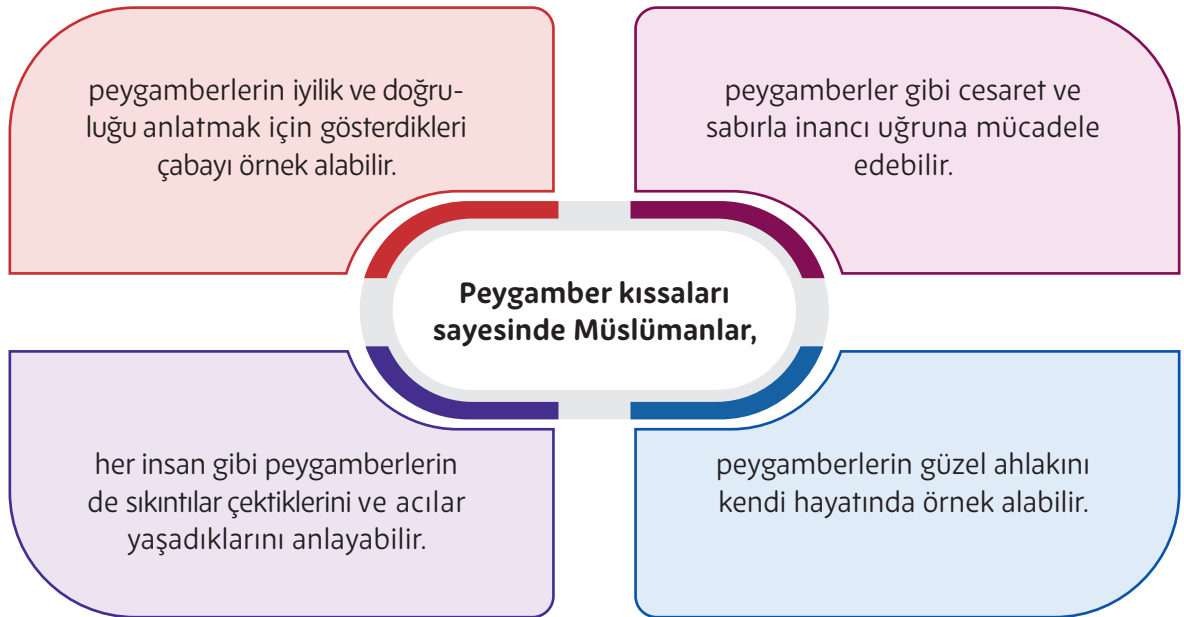 peygamberlerin iyilik ve doğru-
luğu anlatmak için gösterdikleri
çabayı örnek alabilir.
peygamberler gibi cesaret ve
sabırla inancı uğruna mücadele
edebilir.
Peygamber kıssaları
sayesinde Müslümanlar,
her insan gibi peygamberlerin
de sıkıntılar çektiklerini ve acılar
yaşadıklarını anlayabilir.
peygamberlerin güzel ahlakını
kendi hayatında örnek alabilir.